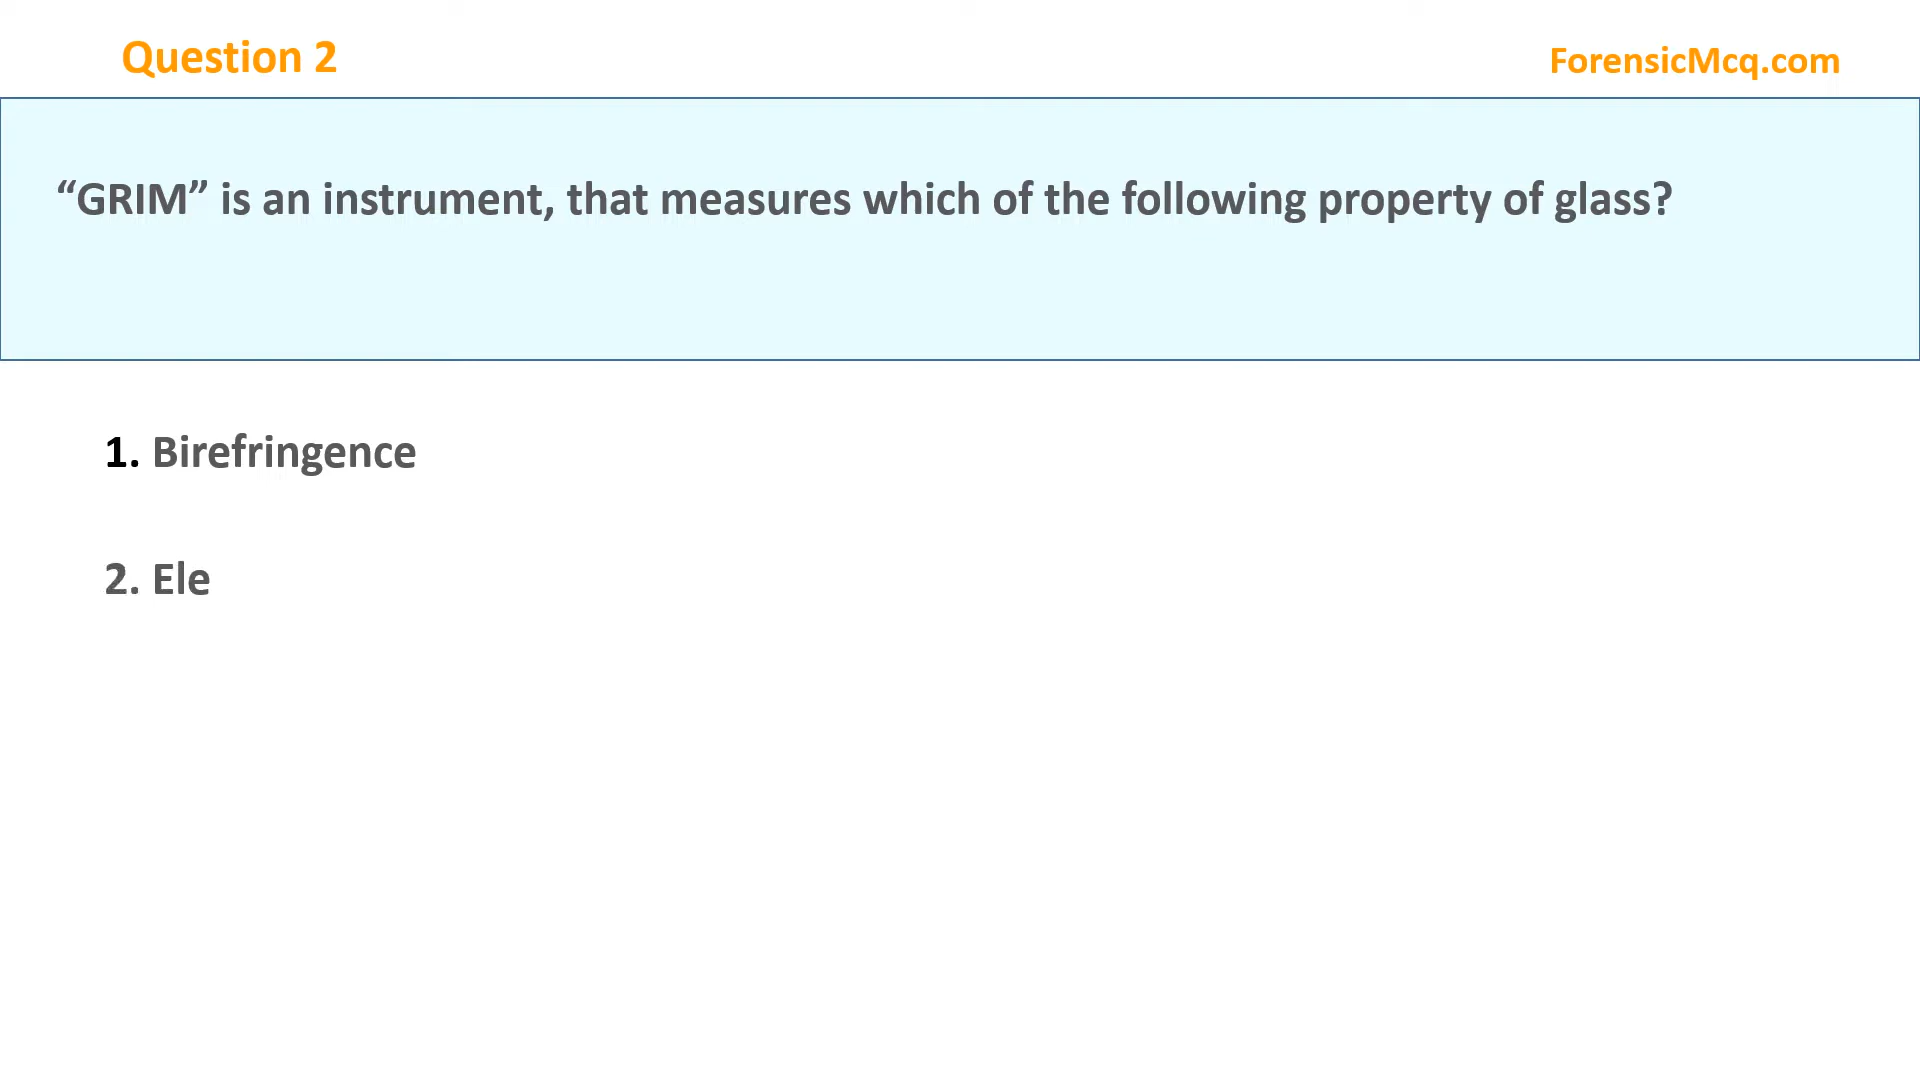 Question 2
ForensicMcq.com
“GRIM” is an instrument, that measures which of the following property of glass?
1. Birefringence
2. Ele